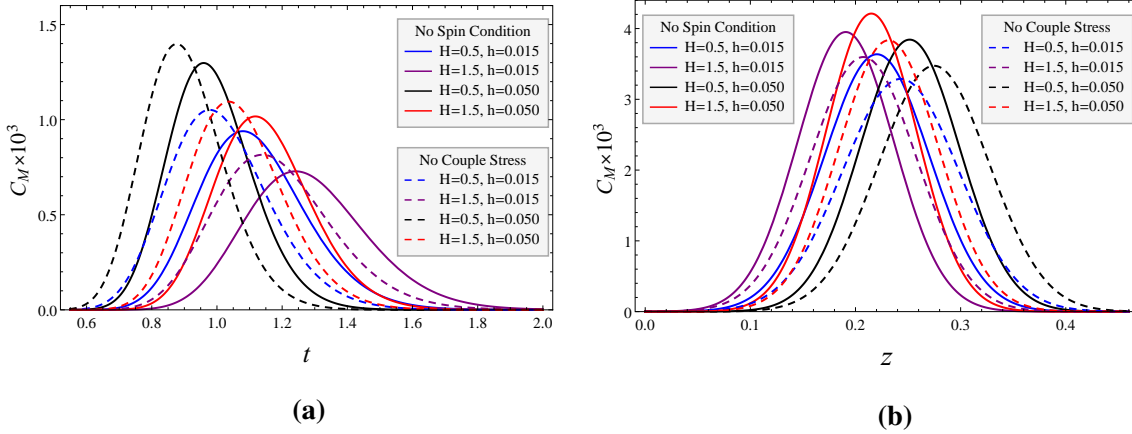 No Spin Condition
H=0.5, h=0.015
H=1.5, h=0.015
H=0.5, h=0.050
H=1.5, h=0.050
No Couple Stress
H=0.5, h=0.015
H=1.5, h=0.015
H=0.5, h=0.050
H=1.5, h=0.050
1.5
1.0
0.5
0.0
C_M×10^3
0.6 0.8 1.0 1.2 1.4 1.6 1.8 2.0
t
(a)
No Spin Condition
H=0.5, h=0.015
H=1.5, h=0.015
H=0.5, h=0.050
H=1.5, h=0.050
No Couple Stress
H=0.5, h=0.015
H=1.5, h=0.015
H=0.5, h=0.050
H=1.5, h=0.050
4
3
2
1
0
C_M×10^3
0.0 0.1 0.2 0.3 0.4
z
(b)